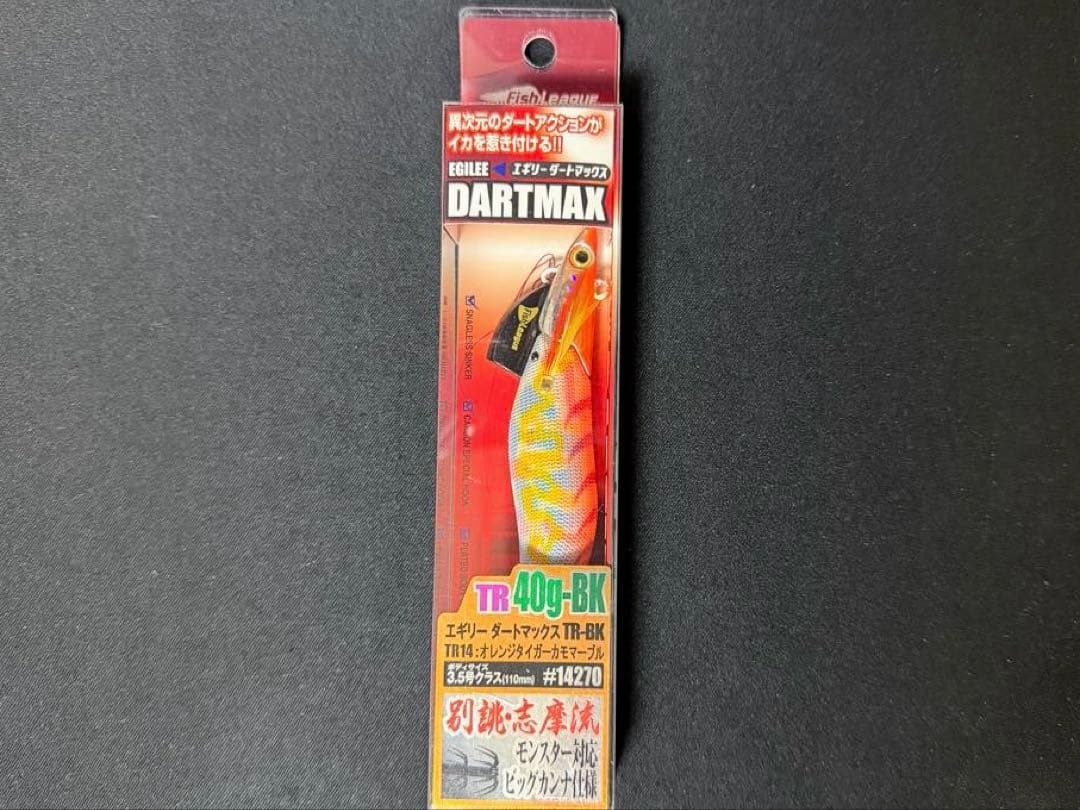 FishLeague
異次元のダートアクションが
イカを惹き付ける!!
EGILEE エギリーダートマックス
DARTMAX
FishLeague
SNAGLESS SINKER
TR 40g-BK
エギリー ダートマックス TR-BK
TR14:オレンジタイガーカモマーブル
ボディサイズ
3.5号クラス(110mm) #14270
別誂・志摩流
モンスター対応
ビッグカンナ仕様